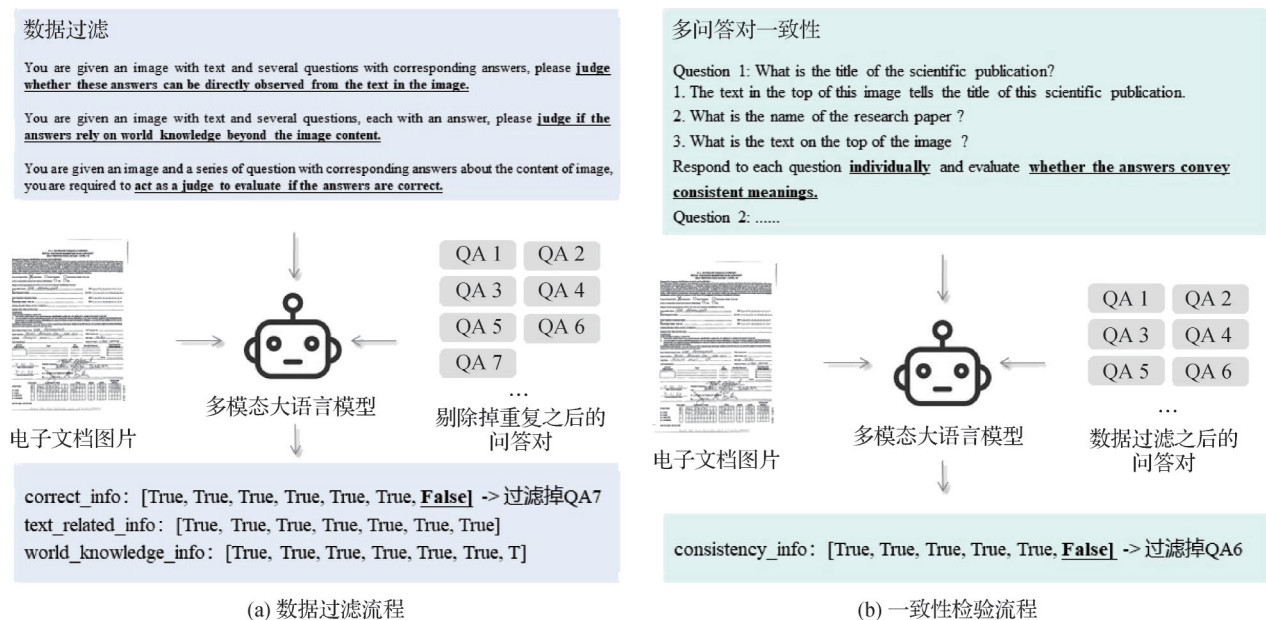 数据过滤
You are given an image with text and several questions with corresponding answers, please judge
whether these answers can be directly observed from the text in the image.
You are given an image with text and several questions, each with an answer, please judge if the
answers rely on world knowledge beyond the image content.
You are given an image and a series of question with corresponding answers about the content of image,
you are required to act as a judge to evaluate if the answers are correct.
QA 1 QA 2
QA 3 QA 4
QA 5 QA 6
QA 7
…
多模态大语言模型
剔除掉重复之后的
问答对
电子文档图片
correct_info: [True, True, True, True, True, True, False] -> 过滤掉QA7
text_related_info: [True, True, True, True, True, True, True]
world_knowledge_info: [True, True, True, True, True, True, T]
(a) 数据过滤流程
多问答对一致性
Question 1: What is the title of the scientific publication?
1. The text in the top of this image tells the title of this scientific publication.
2. What is the name of the research paper ?
3. What is the text on the top of the image ?
Respond to each question individually and evaluate whether the answers convey
consistent meanings.
Question 2: ......
QA 1 QA 2
QA 3 QA 4
QA 5 QA 6
…
多模态大语言模型
数据过滤之后的
问答对
电子文档图片
consistency_info: [True, True, True, True, True, False] -> 过滤掉QA6
(b) 一致性检验流程